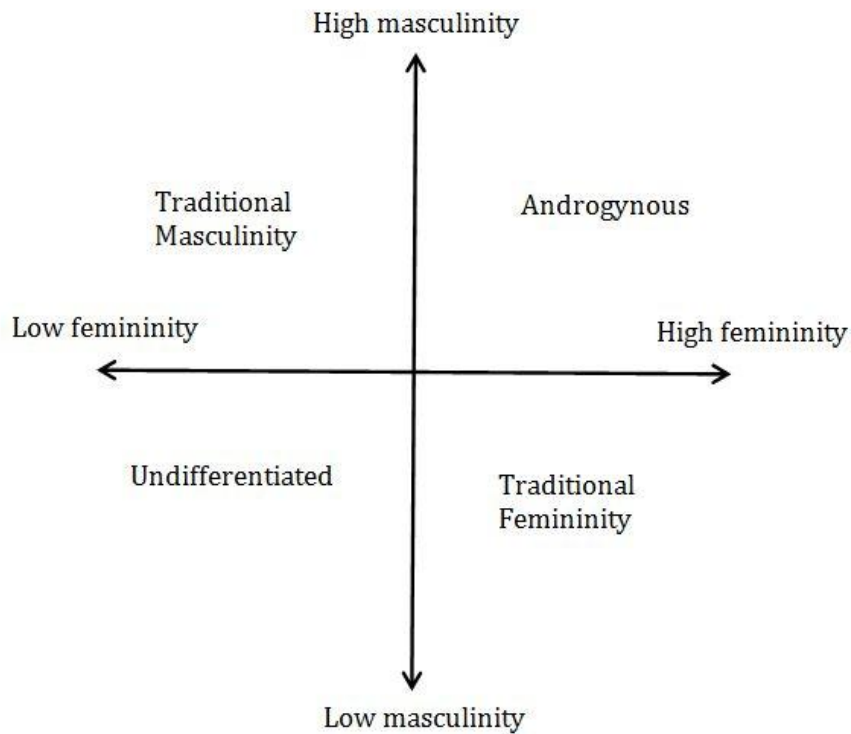 High masculinity
Traditional
Masculinity
Androgynous
Low femininity
High femininity
Undifferentiated
Traditional
Femininity
Low masculinity